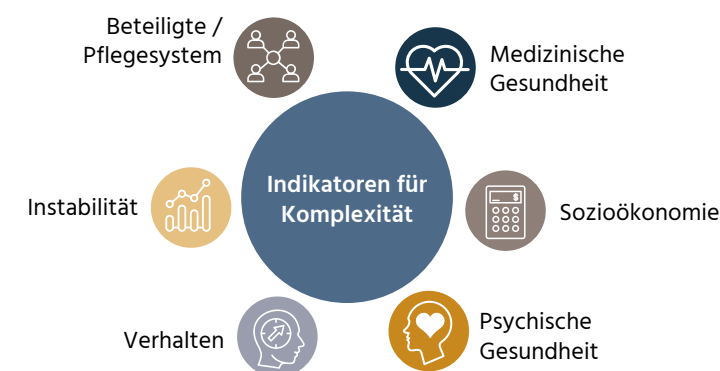 Beteiligte /
Pflegesystem
Medizinische
Gesundheit
Indikatoren für
Komplexität
Instabilität
Sozioökonomie
Verhalten
Psychische
Gesundheit
$